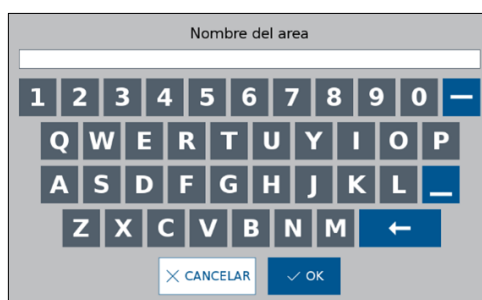 Nombre del area
1 2 3 4 5 6 7 8 9 0 —
Q W E R T U Y I O P
A S D F G H J K L _
Z X C V B N M ←
CANCELAR OK